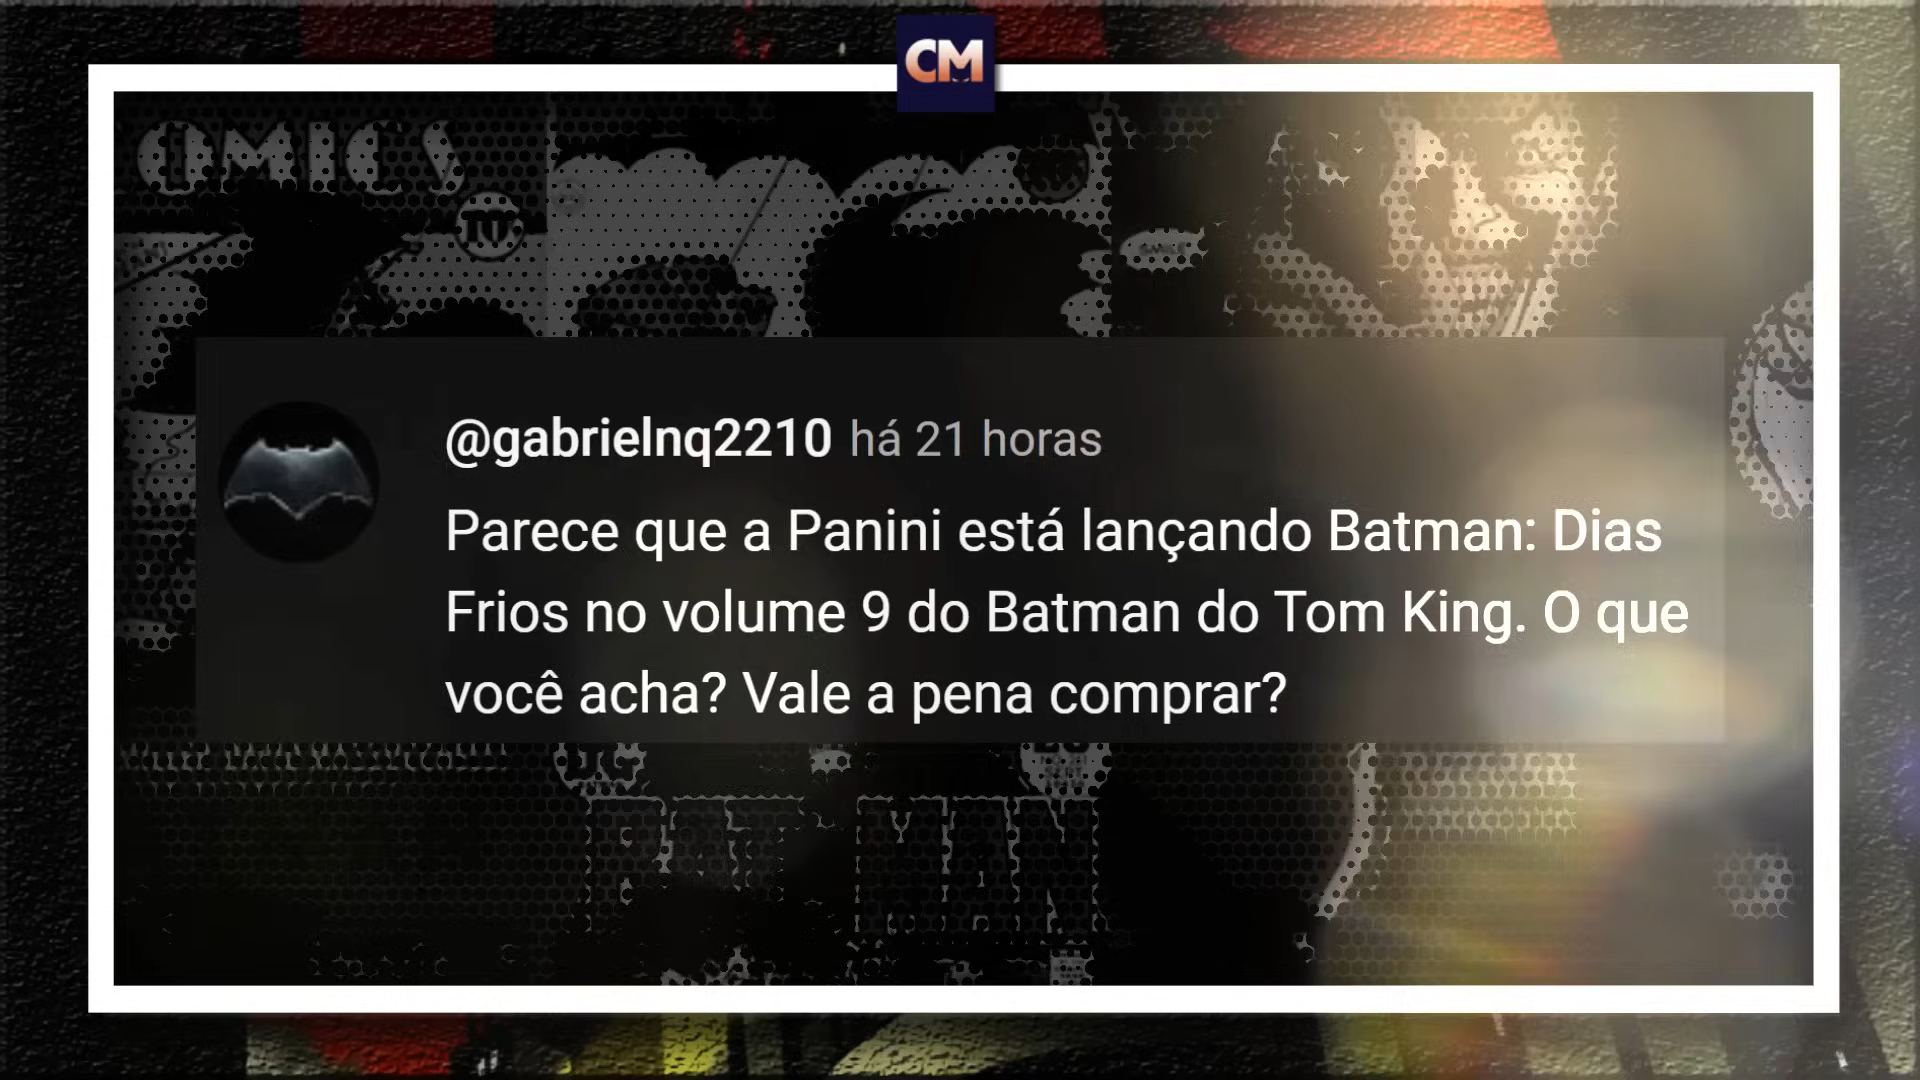 CM
OMICS
@gabrielnq2210 há 21 horas
Parece que a Panini está lançando Batman: Dias
Frios no volume 9 do Batman do Tom King. O que
você acha? Vale a pena comprar?